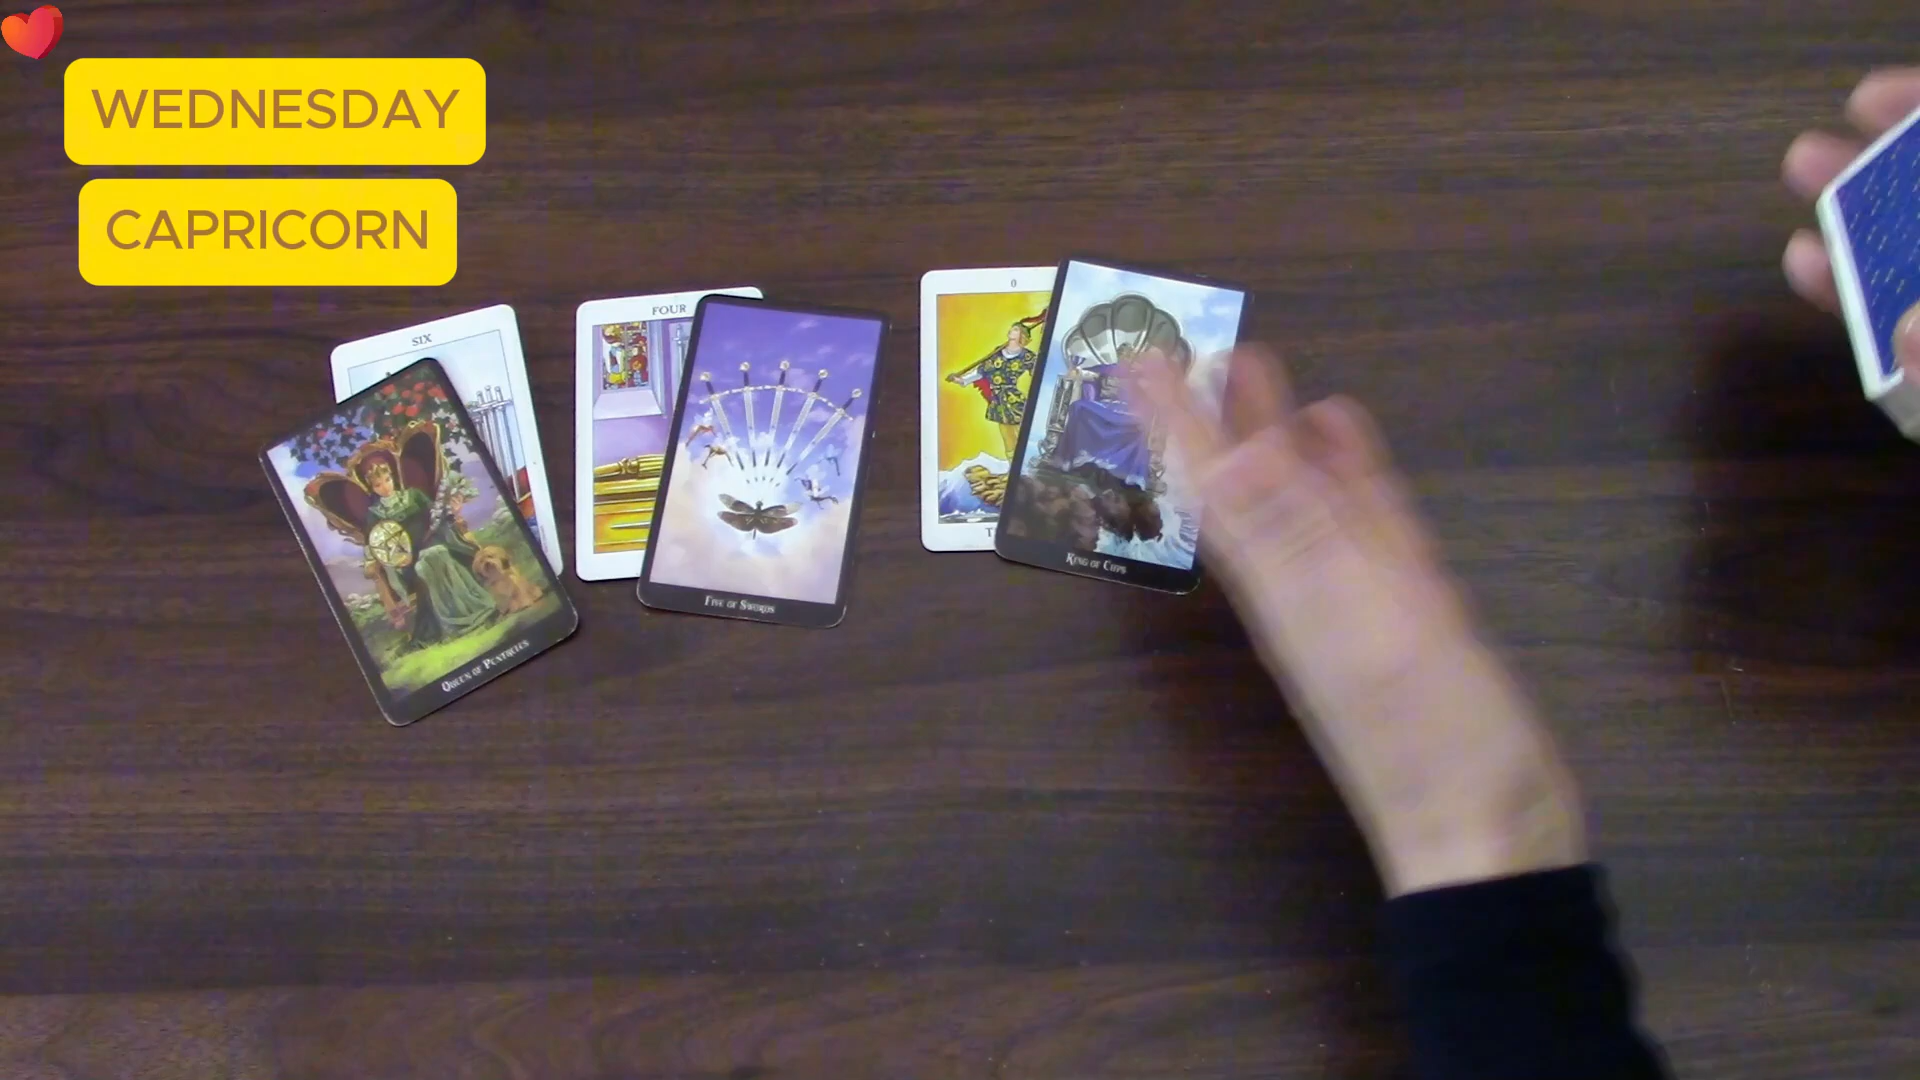 WEDNESDAY
CAPRICORN
SIX
FOUR
0
T
QUEEN OF PENTACLES
FIVE OF SWORDS
KING OF CUPS